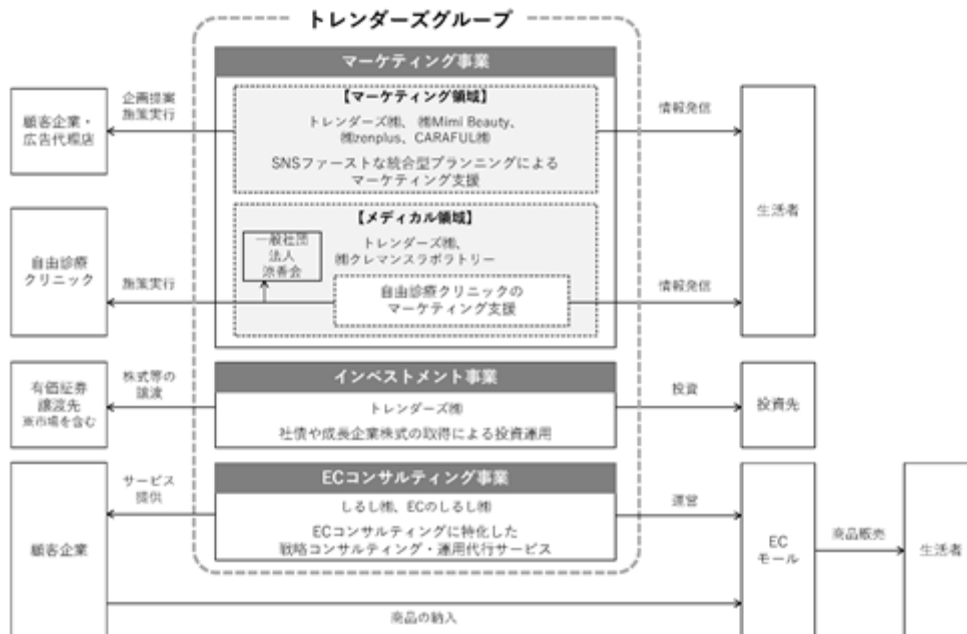 トレンダーズグループ
マーケティング事業
【マーケティング領域】
トレンダーズ㈱、㈱Mimi Beauty、
㈱zenplus、CARAFUL㈱
SNSファーストな統合型プランニングによる
マーケティング支援
顧客企業・
広告代理店
企画提案
施策実行
情報発信
生活者
【メディカル領域】
一般社団
法人
涼香会
トレンダーズ㈱、
㈱クレマンスラボラトリー
自由診療クリニックの
マーケティング支援
自由診療
クリニック
施策実行
情報発信
インベストメント事業
トレンダーズ㈱
社債や成長企業株式の取得による投資運用
有価証券
譲渡先
※市場を含む
株式等の
譲渡
投資
投資先
ECコンサルティング事業
しるし㈱、ECのしるし㈱
ECコンサルティングに特化した
戦略コンサルティング・運用代行サービス
顧客企業
サービス
提供
運営
EC
モール
商品販売
生活者
商品の納入